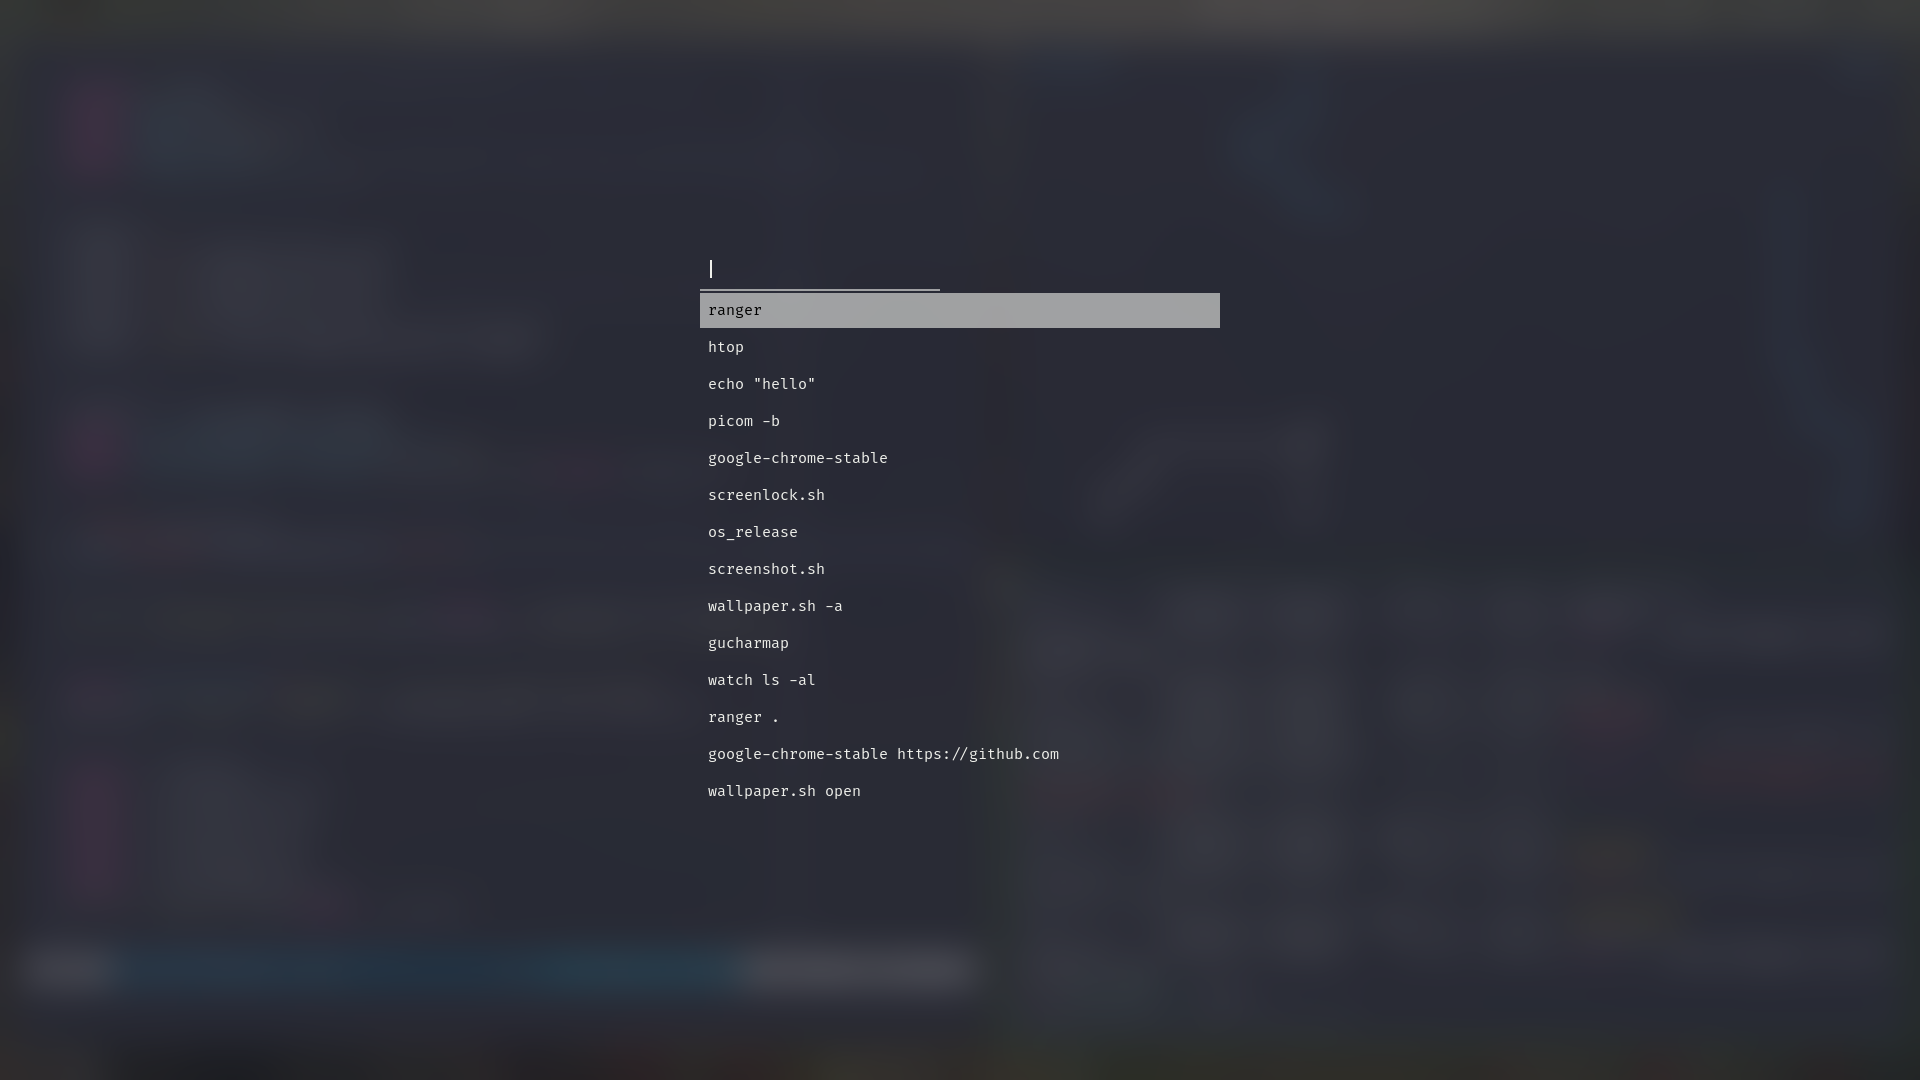 ranger
htop
echo "hello"
picom -b
google-chrome-stable
screenlock.sh
os_release
screenshot.sh
wallpaper.sh -a
gucharmap
watch ls -al
ranger .
google-chrome-stable https://github.com
wallpaper.sh open